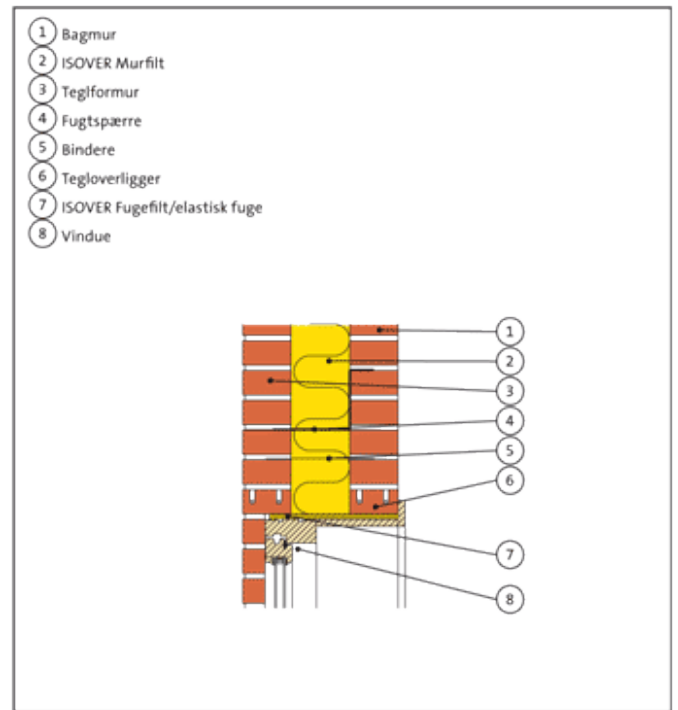 1 Bagmur
2 ISOVER Murfilt
3 Teglformur
4 Fugtspærre
5 Bindere
6 Tegloverligger
7 ISOVER Fugefilt/elastisk fuge
8 Vindue
1
2
3
4
5
6
7
8